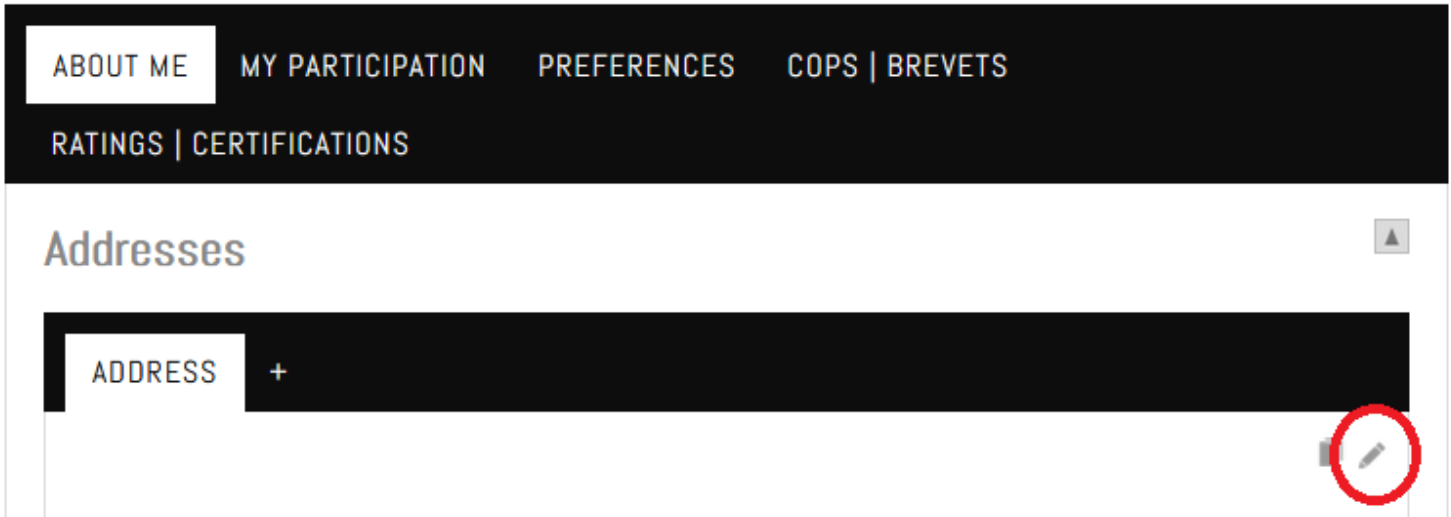 ABOUT ME MY PARTICIPATION PREFERENCES COPS | BREVETS
RATINGS | CERTIFICATIONS
Addresses
ADDRESS +